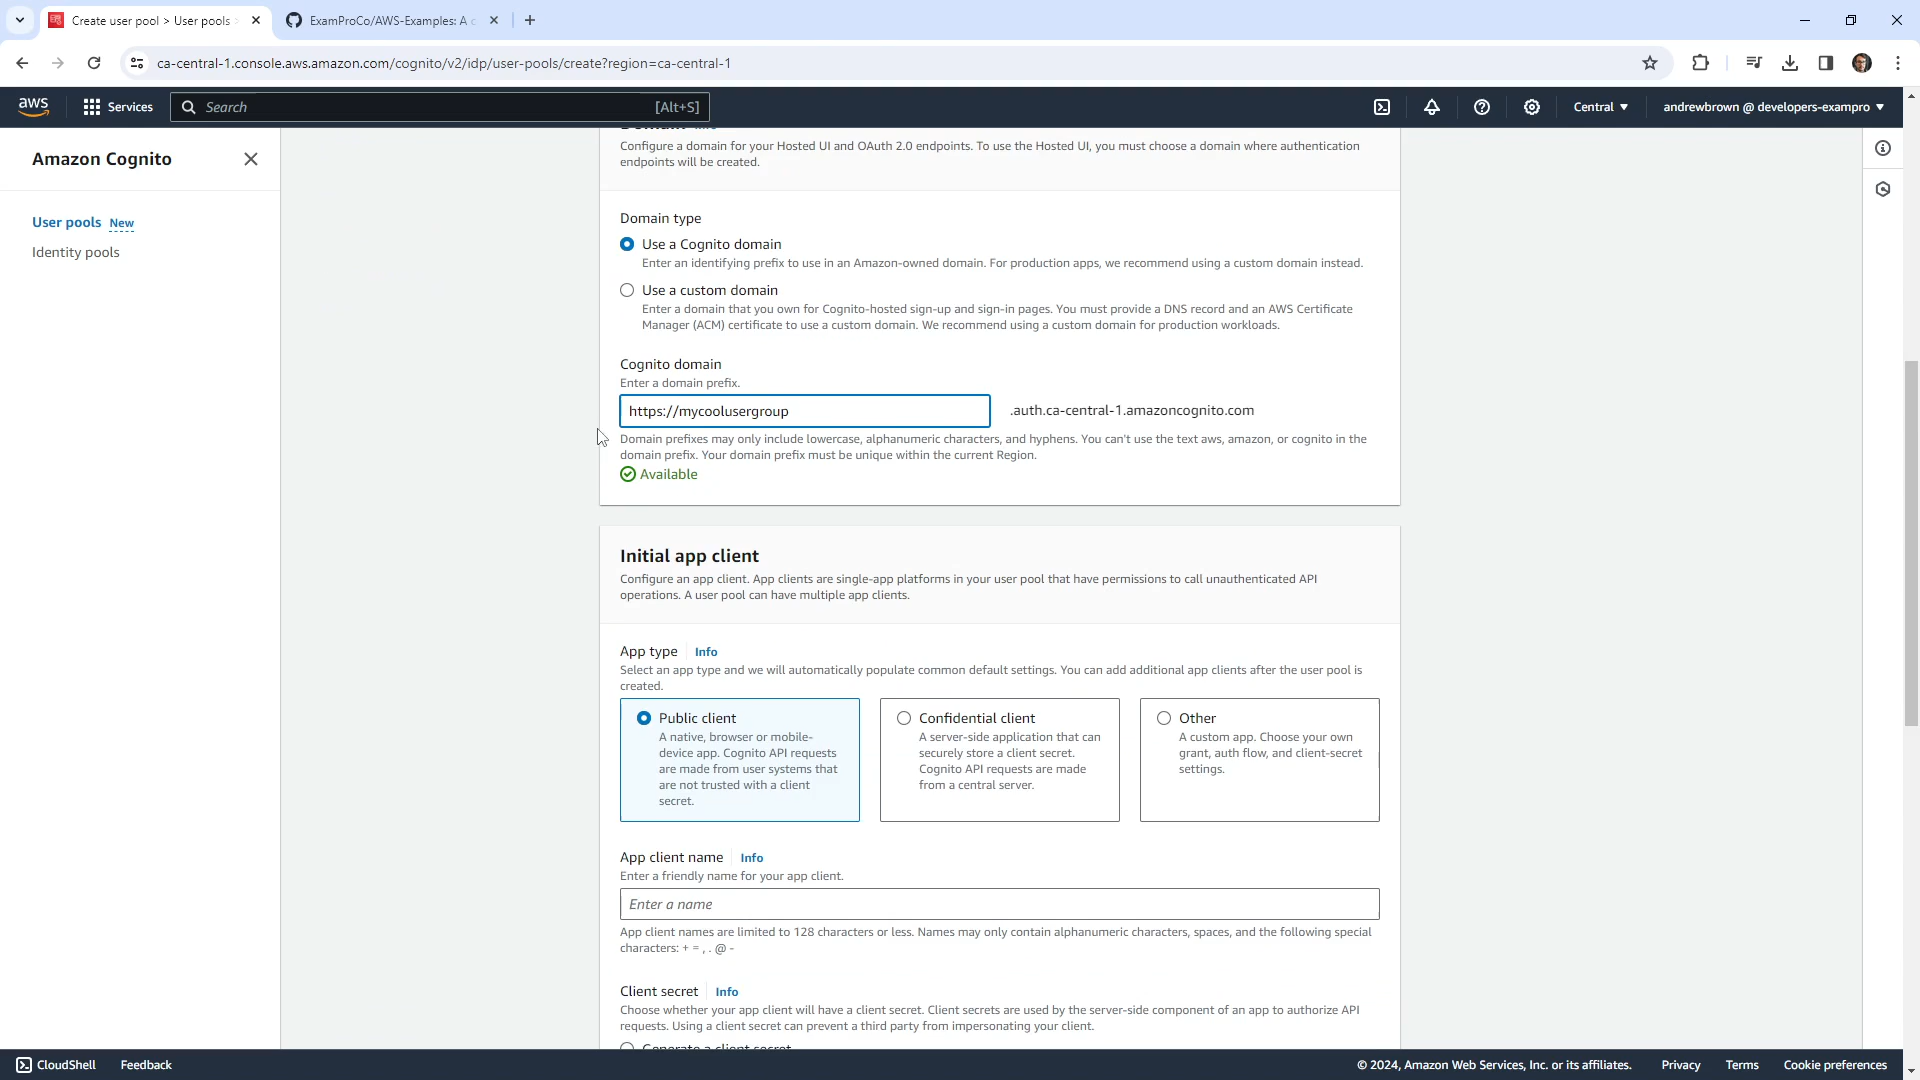 Create user pool > User pools
ExamProCo/AWS-Examples: A c
ca-central-1.console.aws.amazon.com/cognito/v2/idp/user-pools/create?region=ca-central-1
aws
Services
Search
[Alt+S]
Central
andrewbrown @ developers-exampro
Amazon Cognito
User pools New
Identity pools
Domain Info
Configure a domain for your Hosted UI and OAuth 2.0 endpoints. To use the Hosted UI, you must choose a domain where authentication
endpoints will be created.
Domain type
Use a Cognito domain
Enter an identifying prefix to use in an Amazon-owned domain. For production apps, we recommend using a custom domain instead.
Use a custom domain
Enter a domain that you own for Cognito-hosted sign-up and sign-in pages. You must provide a DNS record and an AWS Certificate
Manager (ACM) certificate to use a custom domain. We recommend using a custom domain for production workloads.
Cognito domain
Enter a domain prefix.
https://mycoolusergroup
.auth.ca-central-1.amazoncognito.com
Domain prefixes may only include lowercase, alphanumeric characters, and hyphens. You can't use the text aws, amazon, or cognito in the
domain prefix. Your domain prefix must be unique within the current Region.
Available
Initial app client
Configure an app client. App clients are single-app platforms in your user pool that have permissions to call unauthenticated API
operations. A user pool can have multiple app clients.
App type Info
Select an app type and we will automatically populate common default settings. You can add additional app clients after the user pool is
created.
Public client
A native, browser or mobile-
device app. Cognito API requests
are made from user systems that
are not trusted with a client
secret.
Confidential client
A server-side application that can
securely store a client secret.
Cognito API requests are made
from a central server.
Other
A custom app. Choose your own
grant, auth flow, and client-secret
settings.
App client name Info
Enter a friendly name for your app client.
Enter a name
App client names are limited to 128 characters or less. Names may only contain alphanumeric characters, spaces, and the following special
characters: + = , . @ -
Client secret Info
Choose whether your app client will have a client secret. Client secrets are used by the server-side component of an app to authorize API
requests. Using a client secret can prevent a third party from impersonating your client.
Generate a client secret
CloudShell
Feedback
© 2024, Amazon Web Services, Inc. or its affiliates.
Privacy
Terms
Cookie preferences